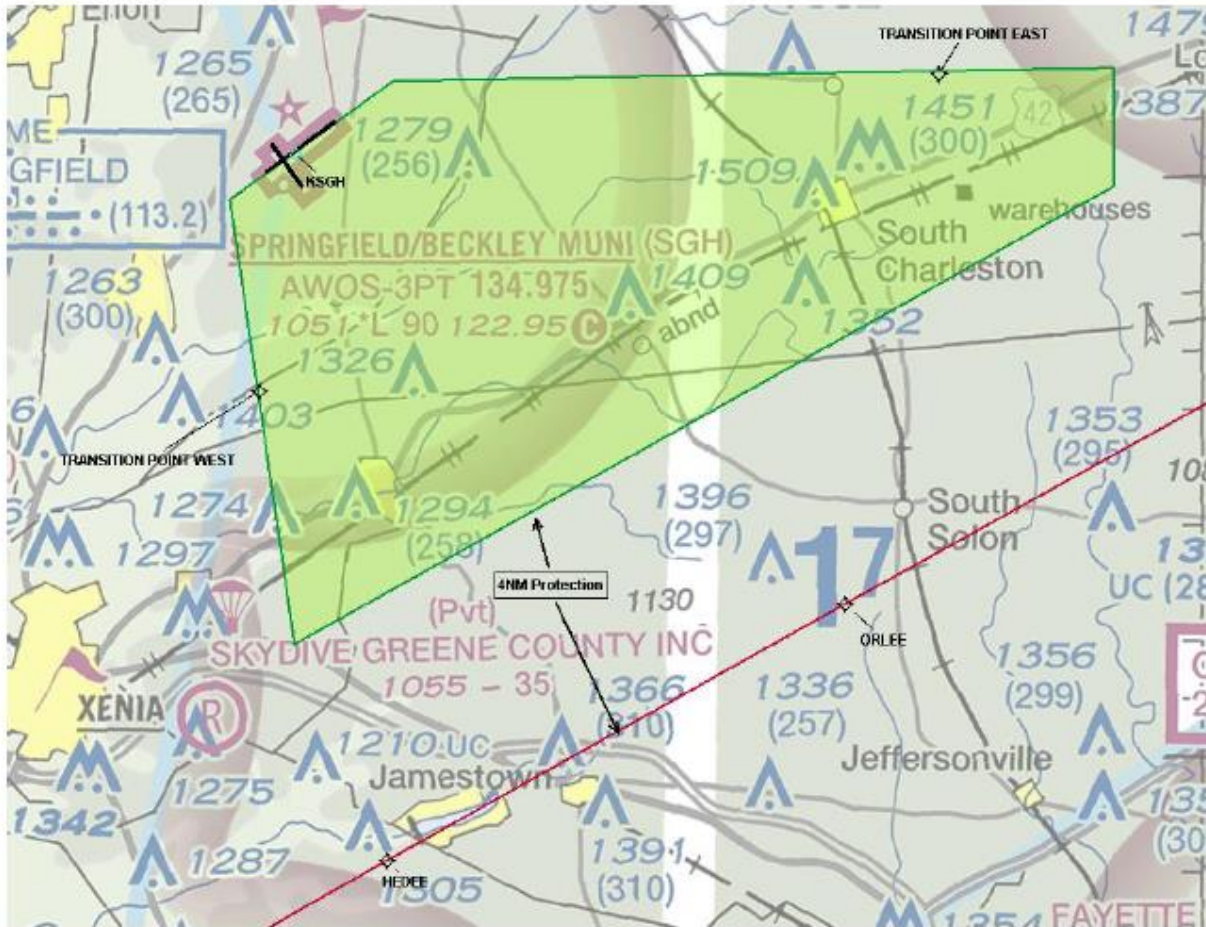 Enon
1265
(265)
TRANSITION POINT EAST
1479
1451
(300)
42
1387
ME
GFIELD
(113.2)
1279
(256)
KSGH
1509
warehouses
SPRINGFIELD/BECKLEY MUNI (SGH)
AWOS-3PT 134.975
1051 *L 90 122.95 C
South
Charleston
1263
(300)
1409
abnd
1352
1326
1403
TRANSITION POINT WEST
1353
(295)
1274
1294
(258)
1396
(297)
17
South
Solon
1297
4NM Protection
1130
UC (28
ORLEE
(Pvt)
SKYDIVE GREENE COUNTY INC
1055 - 35
XENIA
R
1366
(310)
1336
(257)
1356
(299)
1210 UC
Jamestown
Jeffersonville
1275
1342
1287
HEDEE
1305
1391
(310)
1354
FAYETTE